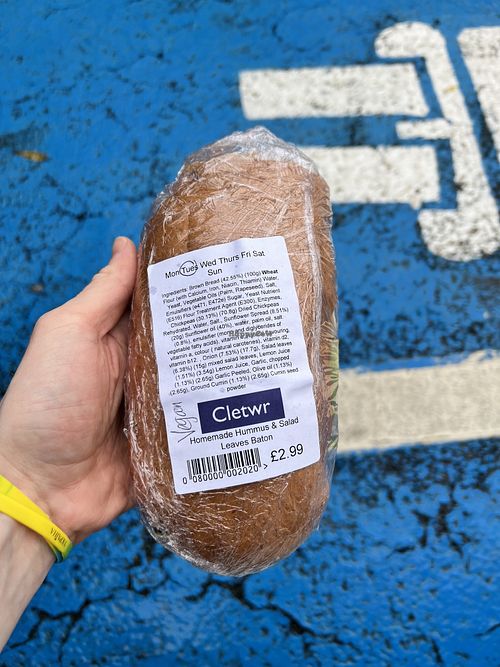 Mon Tues Wed Thurs Fri Sat
Sun
Ingredients: Brown Bread (42.55%) (100g) Wheat
Flour (with Calcium, Iron, Niacin, Thiamin) Water,
Yeast, Vegetable Oils (Palm, Rapeseed), Salt,
Emulsifiers (e471, E472e) Sugar, Yeast Nutrient
(E516) Flour Treatment Agent (E300), Enzymes,
Chickpeas (30.13%) (70.8g) Dried Chickpeas
Rehydrated, Water, Salt., Sunflower Spread (8.51%)
(20g) (sunflower oil (40%), water, palm oil, salt
(0.8%), emulsifier (mono and diglycerides of
vegetable fatty acids), vitamin e, natural flavouring,
vitamin a, colour ( natural carotenes), vitamin d2,
vitamin b12. , Onion (7.53%) (17.7g), Salad leaves
(6.38%) (15g) mixed salad leaves, Lemon Juice
(1.51%) (3.54g) Lemon Juice, Garlic, chopped
(1.13%) (2.65g) Garlic Peeled, Olive oil (1.13%)
(2.65g), Ground Cumin (1.13%) (2.65g) Cumin seed
powder
Vegan
Cletwr
Homemade Hummus & Salad
Leaves Baton
£2.99
0 080000 002020 >